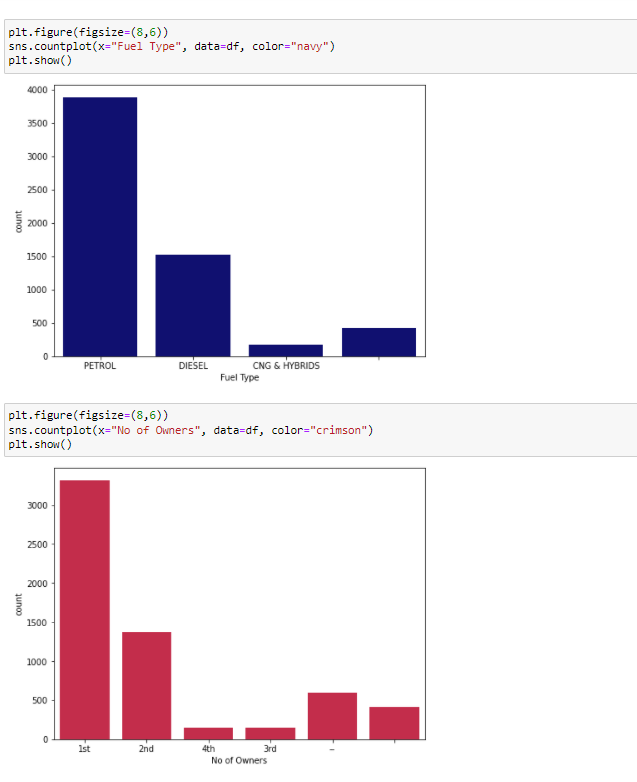 plt.figure(figsize=(8,6))
sns.countplot(x="Fuel Type", data=df, color="navy")
plt.show()
4000
3500
3000
2500
2000
1500
1000
500
0
count
PETROL DIESEL CNG & HYBRIDS
Fuel Type
plt.figure(figsize=(8,6))
sns.countplot(x="No of Owners", data=df, color="crimson")
plt.show()
3000
2500
2000
1500
1000
500
0
count
1st 2nd 4th 3rd –
No of Owners